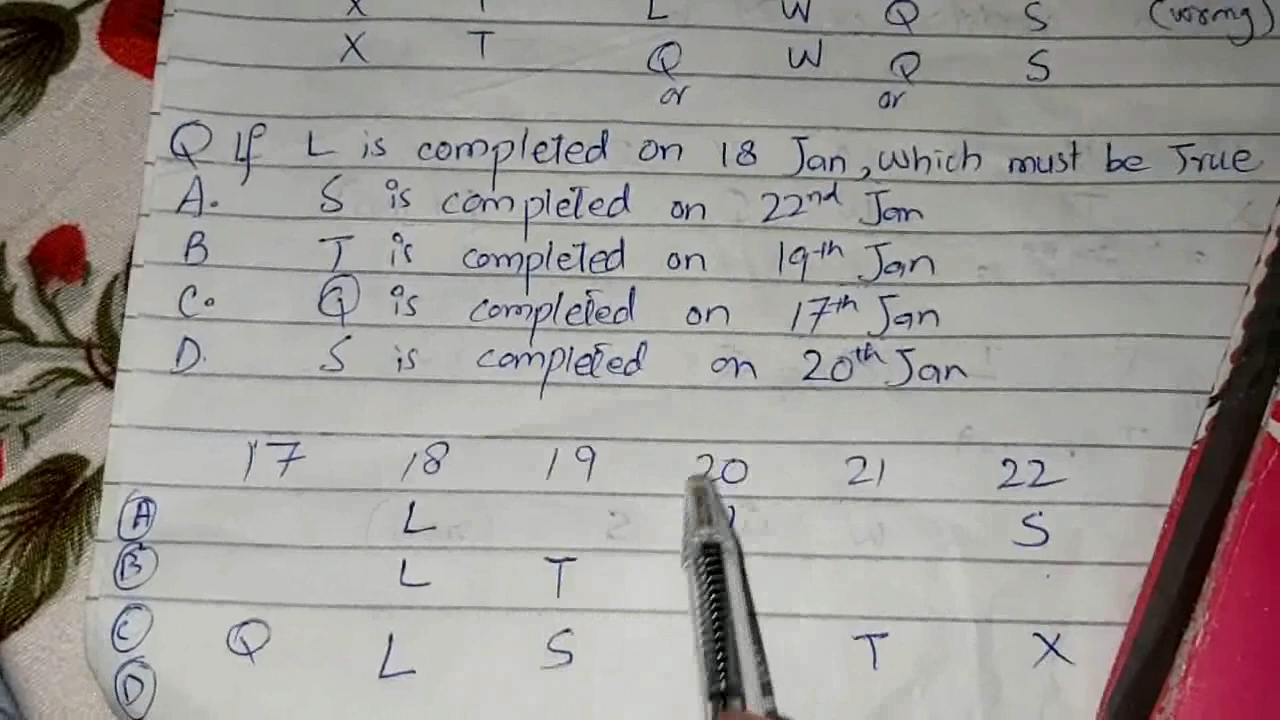 X T L W Q S (wrong)
X T Q W Q S
or or
Q If L is completed on 18 Jan, which must be True
A. S is completed on 22nd Jan
B T is completed on 19th Jan
C. Q is completed on 17th Jan
D. S is completed on 20th Jan
17 18 19 20 21 22
A L S
B L T
C Q L S T X
D